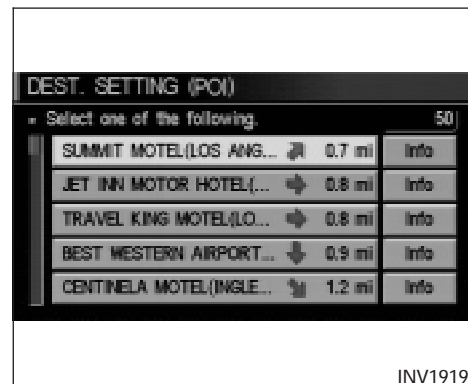 DEST. SETTING (POI)
Select one of the following. 50
SUMMIT MOTEL(LOS ANG... 0.7 mi Info
JET INN MOTOR HOTEL(... 0.8 mi Info
TRAVEL KING MOTEL(LO... 0.8 mi Info
BEST WESTERN AIRPORT... 0.9 mi Info
CENTINELA MOTEL(INGLE... 1.2 mi Info
INV1919